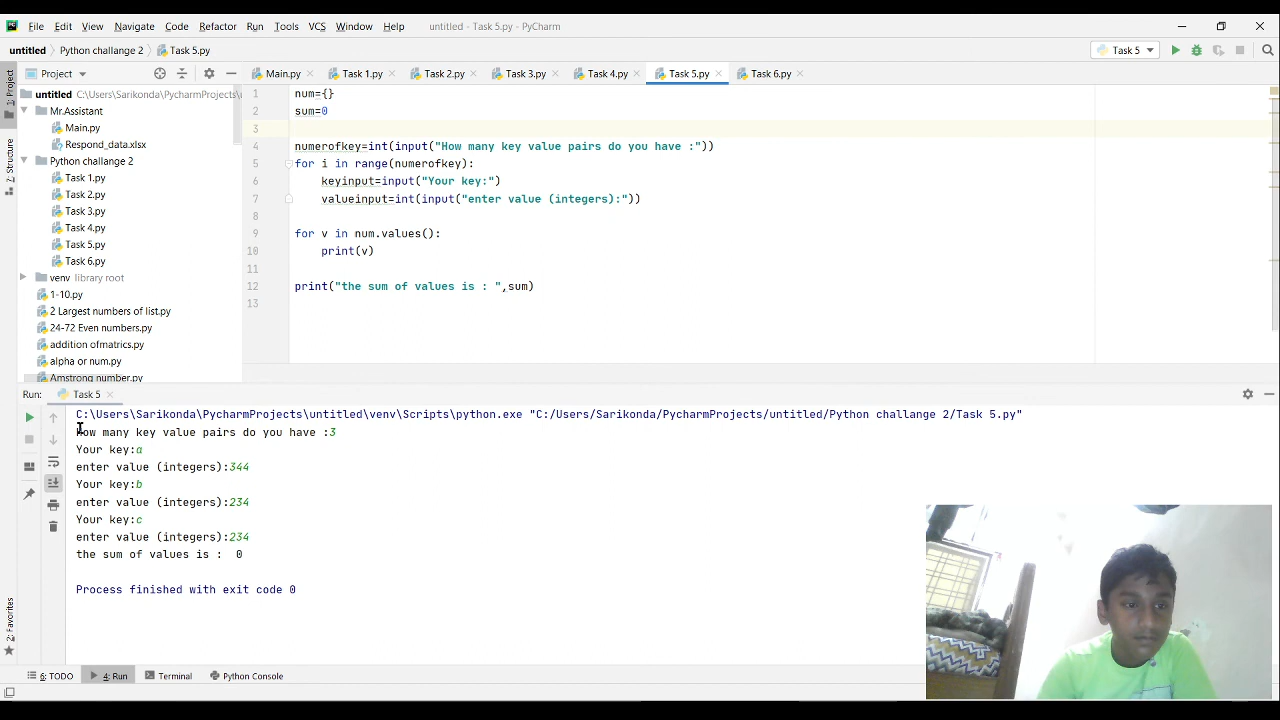 File Edit View Navigate Code Refactor Run Tools VCS Window Help untitled - Task 5.py - PyCharm
untitled Python challange 2 Task 5.py Task 5
Project Main.py Task 1.py Task 2.py Task 3.py Task 4.py Task 5.py Task 6.py
1: Project
Z: Structure
2: Favorites
untitled C:\Users\Sarikonda\PycharmProjects\
Mr.Assistant
Main.py
Respond_data.xlsx
Python challange 2
Task 1.py
Task 2.py
Task 3.py
Task 4.py
Task 5.py
Task 6.py
venv library root
1-10.py
2 Largest numbers of list.py
24-72 Even numbers.py
addition ofmatrics.py
alpha or num.py
Amstrong number.py
1 num={}
2 sum=0
3
4 numerofkey=int(input("How many key value pairs do you have :"))
5 for i in range(numerofkey):
6 keyinput=input("Your key:")
7 valueinput=int(input("enter value (integers):"))
8
9 for v in num.values():
10 print(v)
11
12 print("the sum of values is : ",sum)
13
Run: Task 5
C:\Users\Sarikonda\PycharmProjects\untitled\venv\Scripts\python.exe "C:/Users/Sarikonda/PycharmProjects/untitled/Python challange 2/Task 5.py"
How many key value pairs do you have :3
Your key:a
enter value (integers):344
Your key:b
enter value (integers):234
Your key:c
enter value (integers):234
the sum of values is :  0
Process finished with exit code 0
6: TODO 4: Run Terminal Python Console